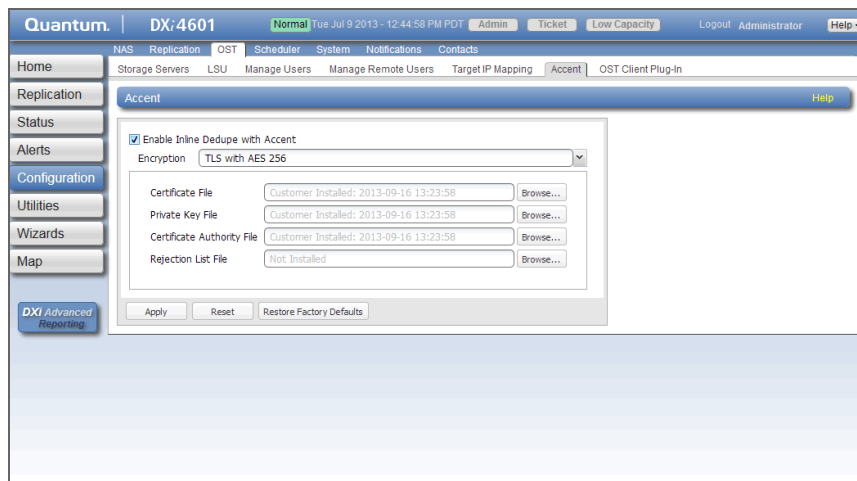 Quantum. DXi4601 Normal Tue Jul 9 2013 - 12:44:58 PM PDT Admin Ticket Low Capacity Logout Administrator Help
NAS Replication OST Scheduler System Notifications Contacts
Storage Servers LSU Manage Users Manage Remote Users Target IP Mapping Accent OST Client Plug-In
Home
Replication
Status
Alerts
Configuration
Utilities
Wizards
Map
DXi Advanced
Reporting
Accent Help
Enable Inline Dedupe with Accent
Encryption TLS with AES 256
Certificate File Customer Installed: 2013-09-16 13:23:58 Browse...
Private Key File Customer Installed: 2013-09-16 13:23:58 Browse...
Certificate Authority File Customer Installed: 2013-09-16 13:23:58 Browse...
Rejection List File Not Installed Browse...
Apply Reset Restore Factory Defaults